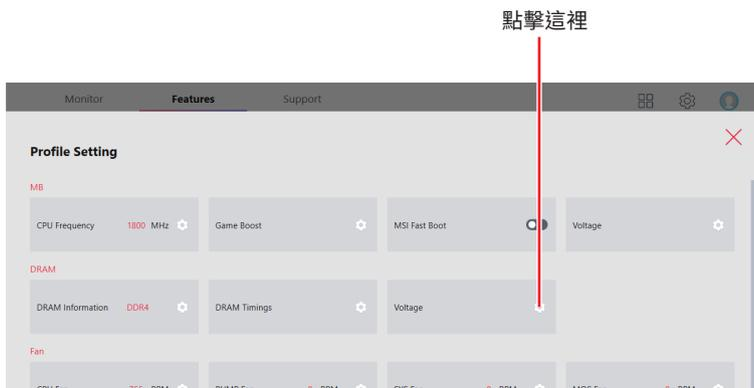 點擊這裡
Monitor Features Support
Profile Setting
MB
CPU Frequency 1800 MHz Game Boost MSI Fast Boot Voltage
DRAM
DRAM Information DDR4 DRAM Timings Voltage
Fan